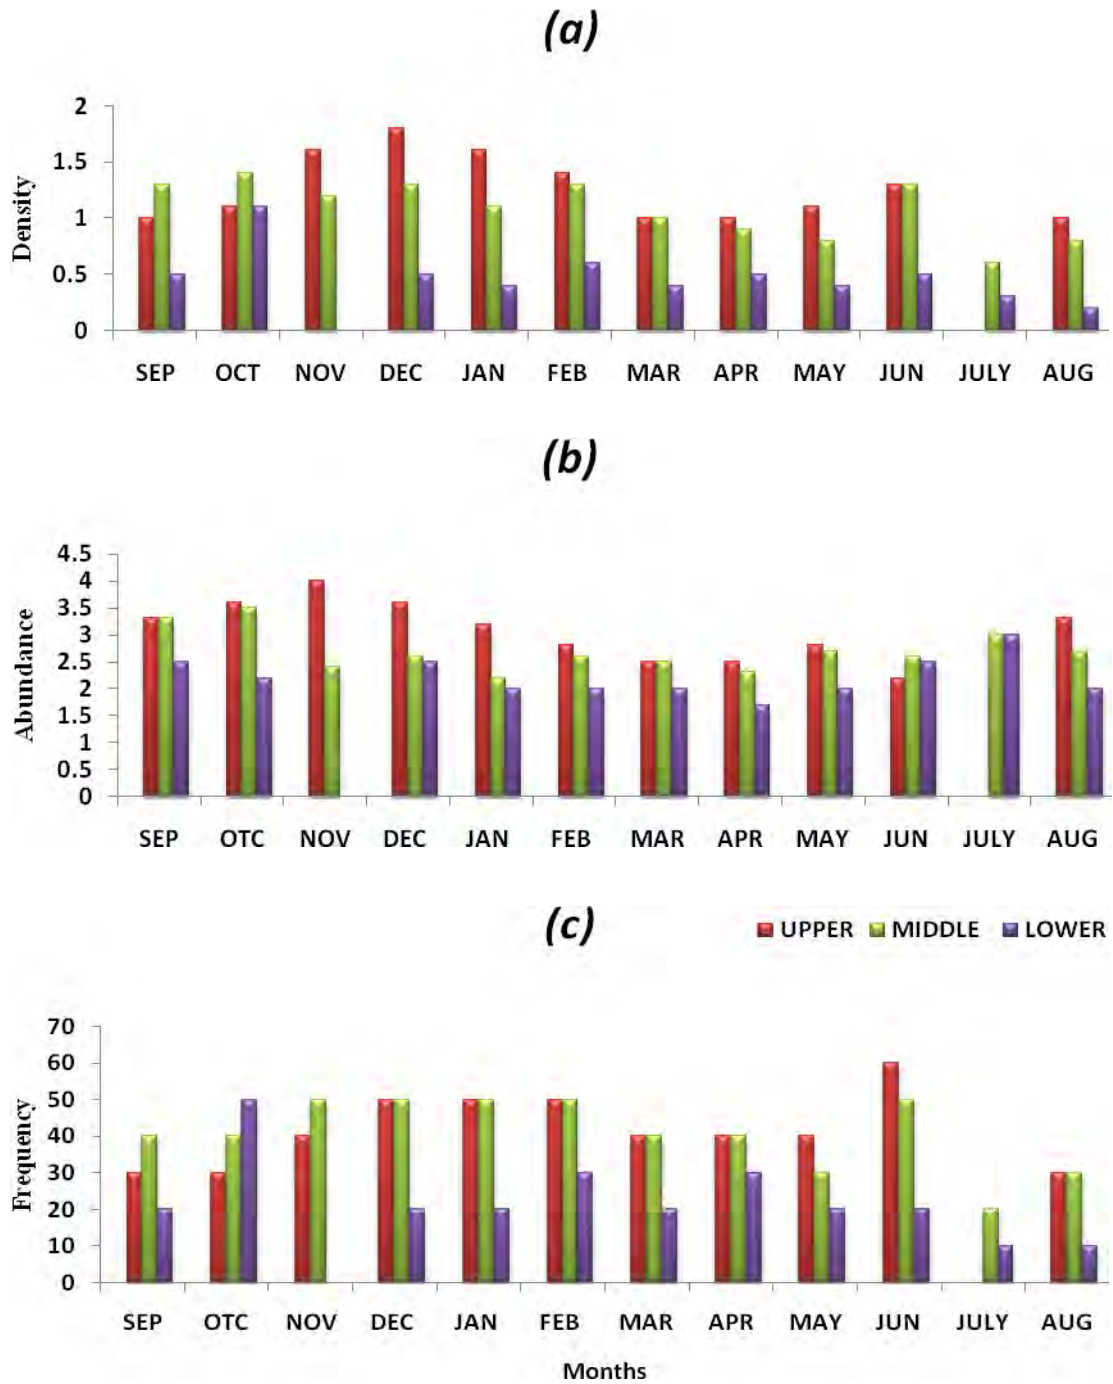 (a)
2
1.5
1
0.5
0
Density
SEP OCT NOV DEC JAN FEB MAR APR MAY JUN JULY AUG
(b)
4.5
4
3.5
3
2.5
2
1.5
1
0.5
0
Abundance
SEP OTC NOV DEC JAN FEB MAR APR MAY JUN JULY AUG
(c)
UPPER MIDDLE LOWER
70
60
50
40
30
20
10
0
Frequency
SEP OTC NOV DEC JAN FEB MAR APR MAY JUN JULY AUG
Months